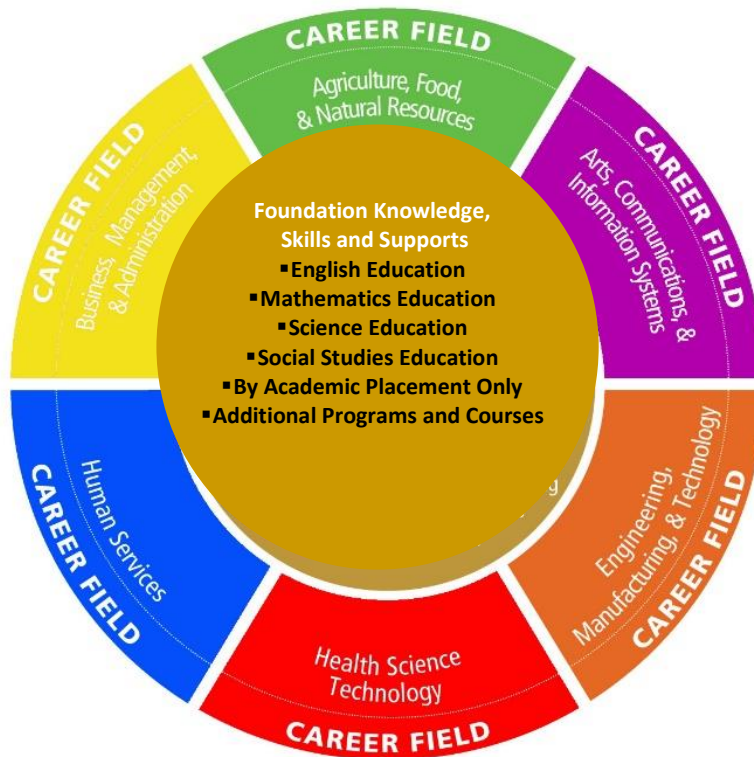 CAREER FIELD
Agriculture, Food,
& Natural Resources
CAREER FIELD
Arts, Communications, &
Information Systems
CAREER FIELD
Engineering,
Manufacturing, & Technology
CAREER FIELD
Health Science
Technology
CAREER FIELD
Human Services
CAREER FIELD
Business, Management,
& Administration
Foundation Knowledge,
Skills and Supports
▪English Education
▪Mathematics Education
▪Science Education
▪Social Studies Education
▪By Academic Placement Only
▪Additional Programs and Courses